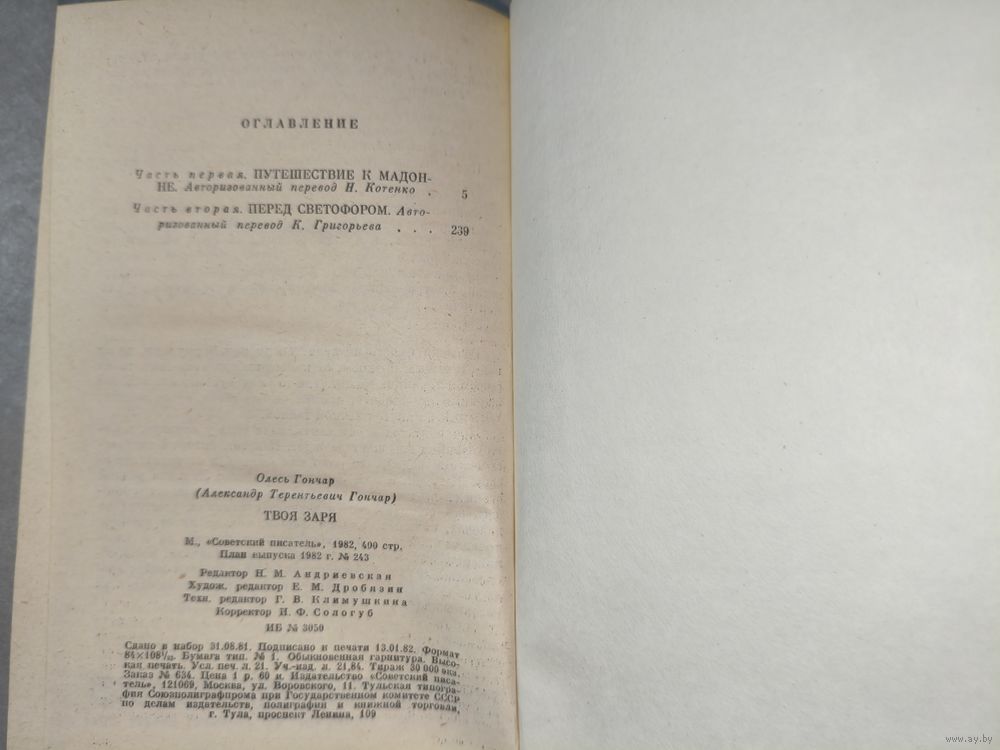 ОГЛАВЛЕНИЕ
Часть первая. ПУТЕШЕСТВИЕ К МАДОН-
НЕ. Авторизованный перевод Н. Котенко . 5
Часть вторая. ПЕРЕД СВЕТОФОРОМ. Авто-
ризованный перевод К. Григорьева . . . 239
Олесь Гончар
(Александр Терентьевич Гончар)
ТВОЯ ЗАРЯ
М., «Советский писатель», 1982, 400 стр.
План выпуска 1982 г. № 243
Редактор Н. М. Андриевская
Худож. редактор Е. М. Дробязин
Техн. редактор Г. В. Климушкина
Корректор И. Ф. Сологуб
ИБ № 3050
Сдано в набор 31.08.81. Подписано к печати 13.01.82. Формат
84×108¹/₃₂. Бумага тип. № 1. Обыкновенная гарнитура. Высо-
кая печать. Усл. печ. л. 21. Уч.-изд. л. 21,84. Тираж 30 000 экз.
Заказ № 634. Цена 1 р. 60 к. Издательство «Советский писа-
тель», 121069, Москва, ул. Воровского, 11. Тульская типогра-
фия Союзполиграфпрома при Государственном комитете СССР
по делам издательств, полиграфии и книжной торговли,
г. Тула, проспект Ленина, 109
www.ay.by